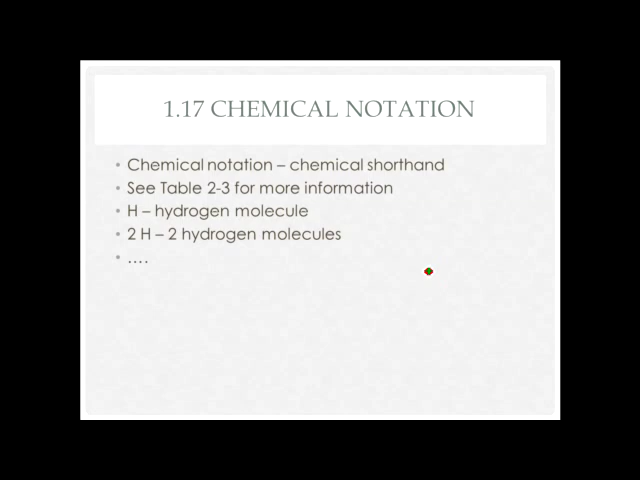 1.17 CHEMICAL NOTATION
• Chemical notation – chemical shorthand
• See Table 2-3 for more information
• H – hydrogen molecule
• 2 H – 2 hydrogen molecules
• ....